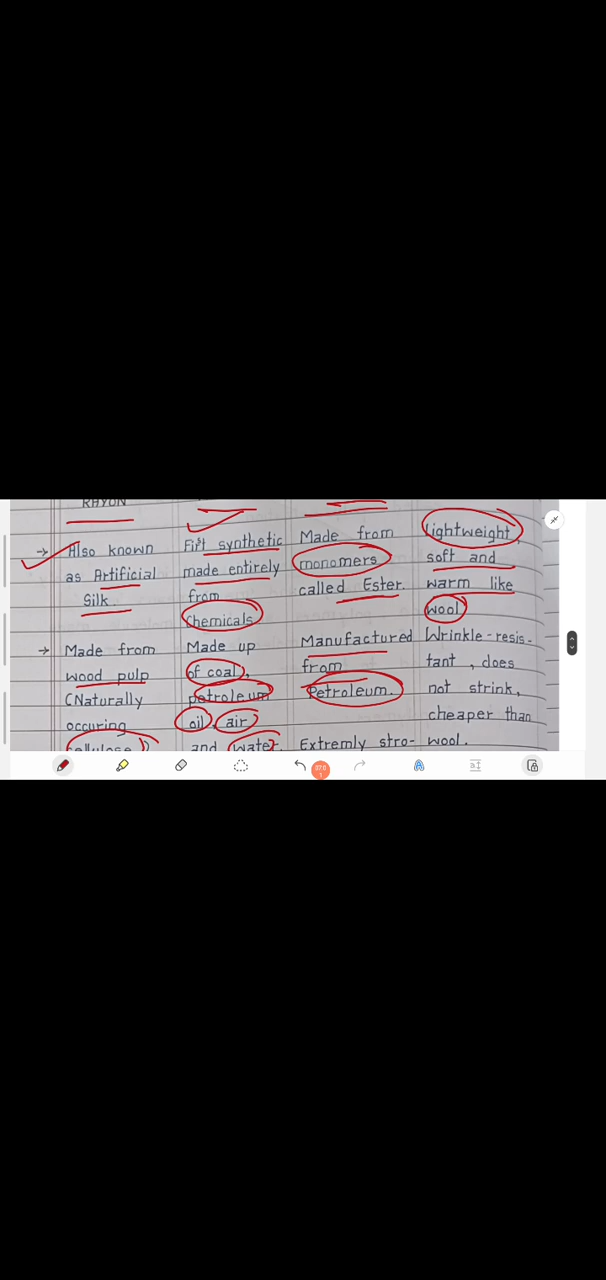 RAYON
→ Also known
as Artificial
Silk.
First synthetic
made entirely
from
chemicals
Made from
monomers
called Ester.
Lightweight,
soft and
warm like
wool
→ Made from
wood pulp
(Naturally
occuring
cellulose)
Made up
of coal,
petroleum
oil, air
and water.
Manufactured
from
Petroleum.
Extremly stro-
Wrinkle-resis-
tant, does
not strink,
cheaper than
wool.